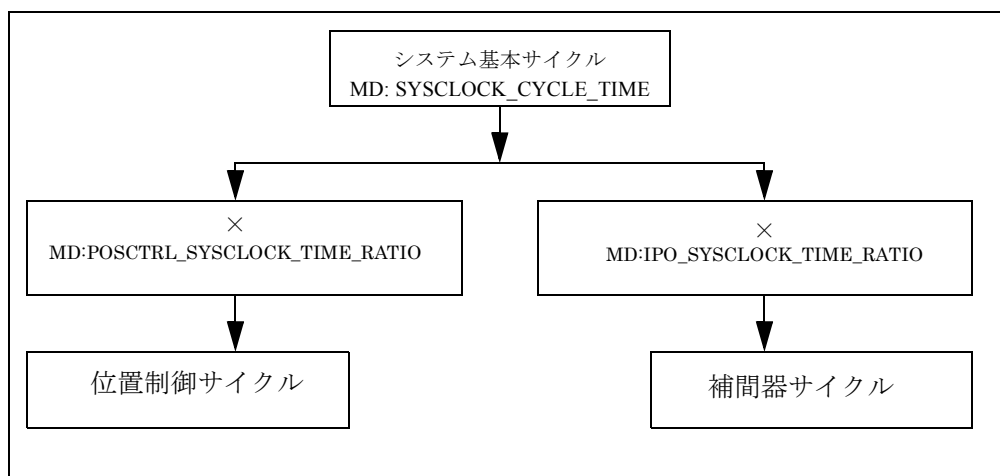 システム基本サイクル
MD: SYSCLOCK_CYCLE_TIME
×
MD:POSCTRL_SYSCLOCK_TIME_RATIO
×
MD:IPO_SYSCLOCK_TIME_RATIO
位置制御サイクル
補間器サイクル